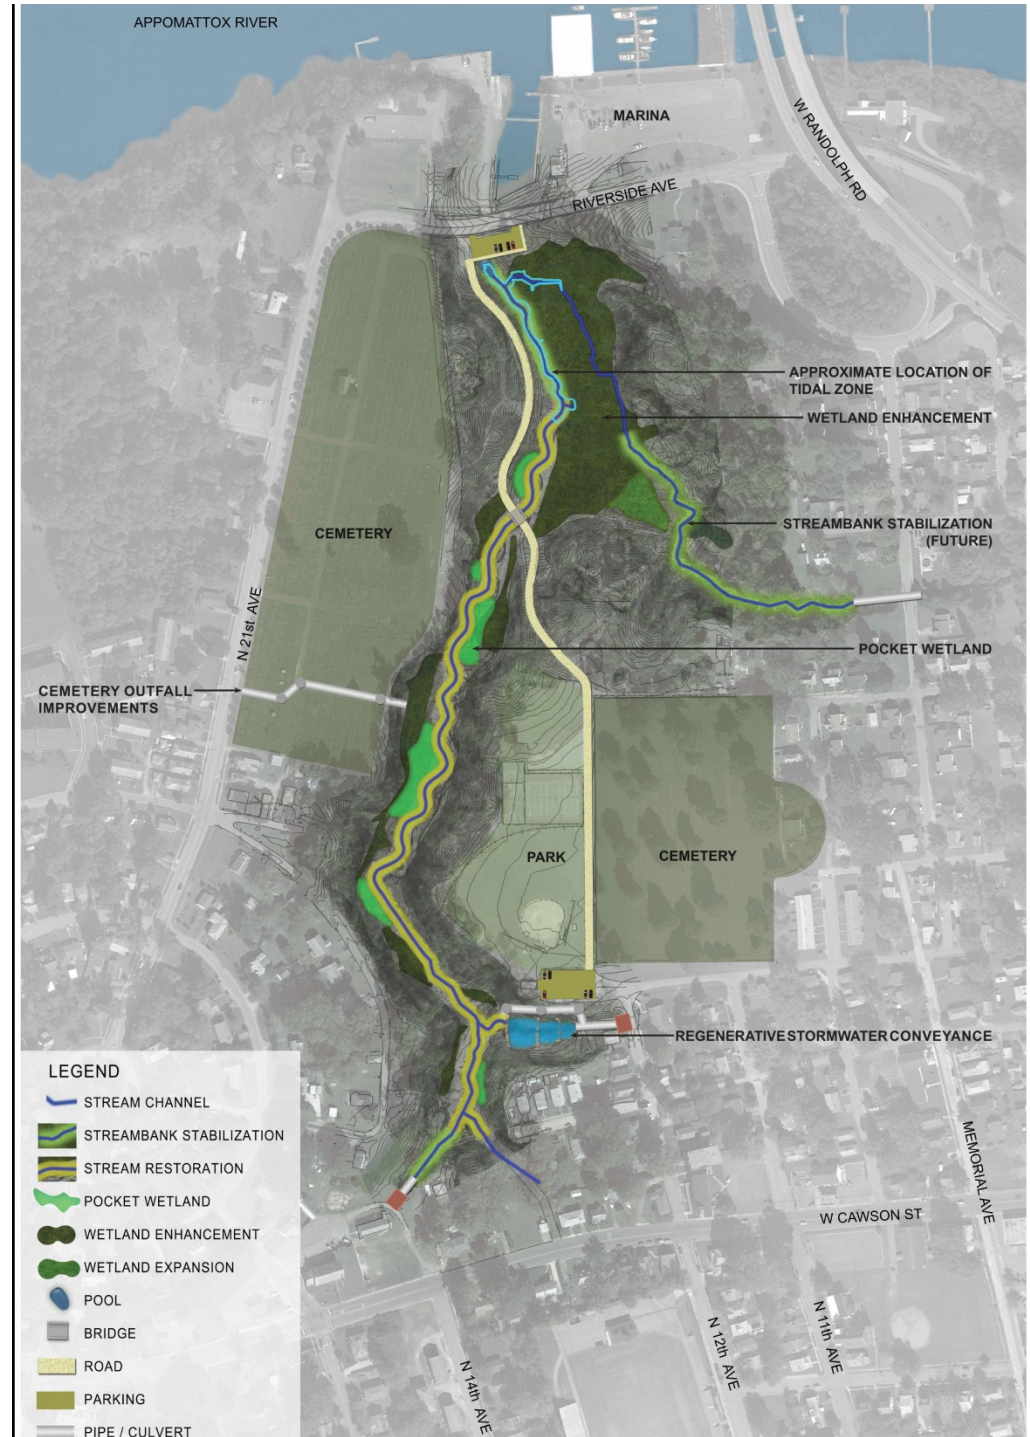 APPOMATTOX RIVER
MARINA
W RANDOLPH RD
RIVERSIDE AVE
APPROXIMATE LOCATION OF
TIDAL ZONE
WETLAND ENHANCEMENT
STREAMBANK STABILIZATION
(FUTURE)
CEMETERY
N 21st AVE
POCKET WETLAND
CEMETERY OUTFALL
IMPROVEMENTS
PARK
CEMETERY
REGENERATIVE STORMWATER CONVEYANCE
LEGEND
STREAM CHANNEL
STREAMBANK STABILIZATION
STREAM RESTORATION
POCKET WETLAND
WETLAND ENHANCEMENT
WETLAND EXPANSION
POOL
BRIDGE
ROAD
PARKING
PIPE / CULVERT
MEMORIAL AVE
W CAWSON ST
N 11th AVE
N 12th AVE
N 14th AVE